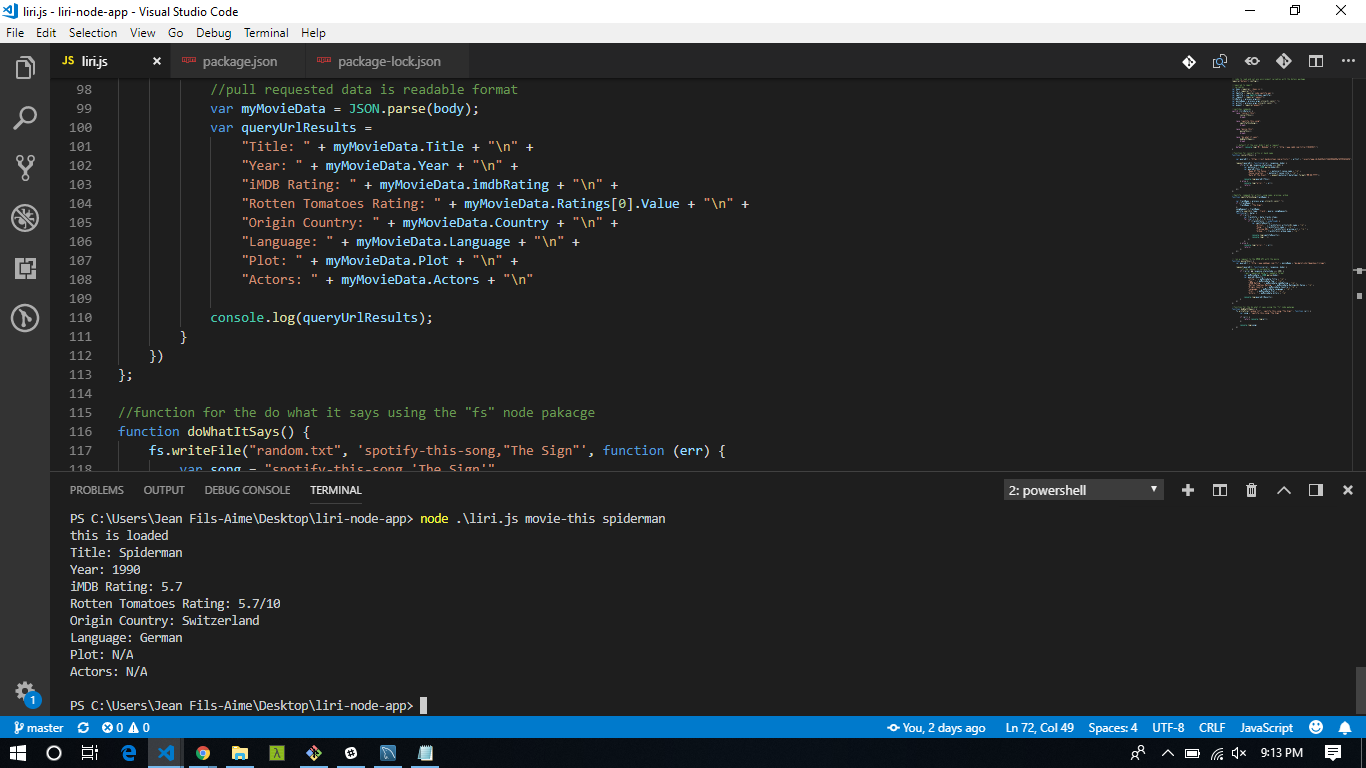 liri.js - liri-node-app - Visual Studio Code
File Edit Selection View Go Debug Terminal Help
JS liri.js × package.json package-lock.json
98 //pull requested data is readable format
99 var myMovieData = JSON.parse(body);
100 var queryUrlResults =
101 "Title: " + myMovieData.Title + "\n" +
102 "Year: " + myMovieData.Year + "\n" +
103 "iMDB Rating: " + myMovieData.imdbRating + "\n" +
104 "Rotten Tomatoes Rating: " + myMovieData.Ratings[0].Value + "\n" +
105 "Origin Country: " + myMovieData.Country + "\n" +
106 "Language: " + myMovieData.Language + "\n" +
107 "Plot: " + myMovieData.Plot + "\n" +
108 "Actors: " + myMovieData.Actors + "\n"
109
110 console.log(queryUrlResults);
111 }
112 })
113 };
114
115 //function for the do what it says using the "fs" node pakacge
116 function doWhatItSays() {
117 fs.writeFile("random.txt", 'spotify-this-song,"The Sign"', function (err) {
118 var song = "spotify-this-song 'The Sign'"
PROBLEMS OUTPUT DEBUG CONSOLE TERMINAL 2: powershell
PS C:\Users\Jean Fils-Aime\Desktop\liri-node-app> node .\liri.js movie-this spiderman
this is loaded
Title: Spiderman
Year: 1990
iMDB Rating: 5.7
Rotten Tomatoes Rating: 5.7/10
Origin Country: Switzerland
Language: German
Plot: N/A
Actors: N/A
PS C:\Users\Jean Fils-Aime\Desktop\liri-node-app>
1
master 0 0 You, 2 days ago Ln 72, Col 49 Spaces: 4 UTF-8 CRLF JavaScript
9:13 PM